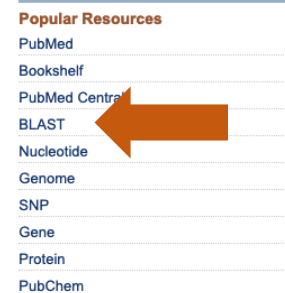 Popular Resources
PubMed
Bookshelf
PubMed Central
BLAST
Nucleotide
Genome
SNP
Gene
Protein
PubChem